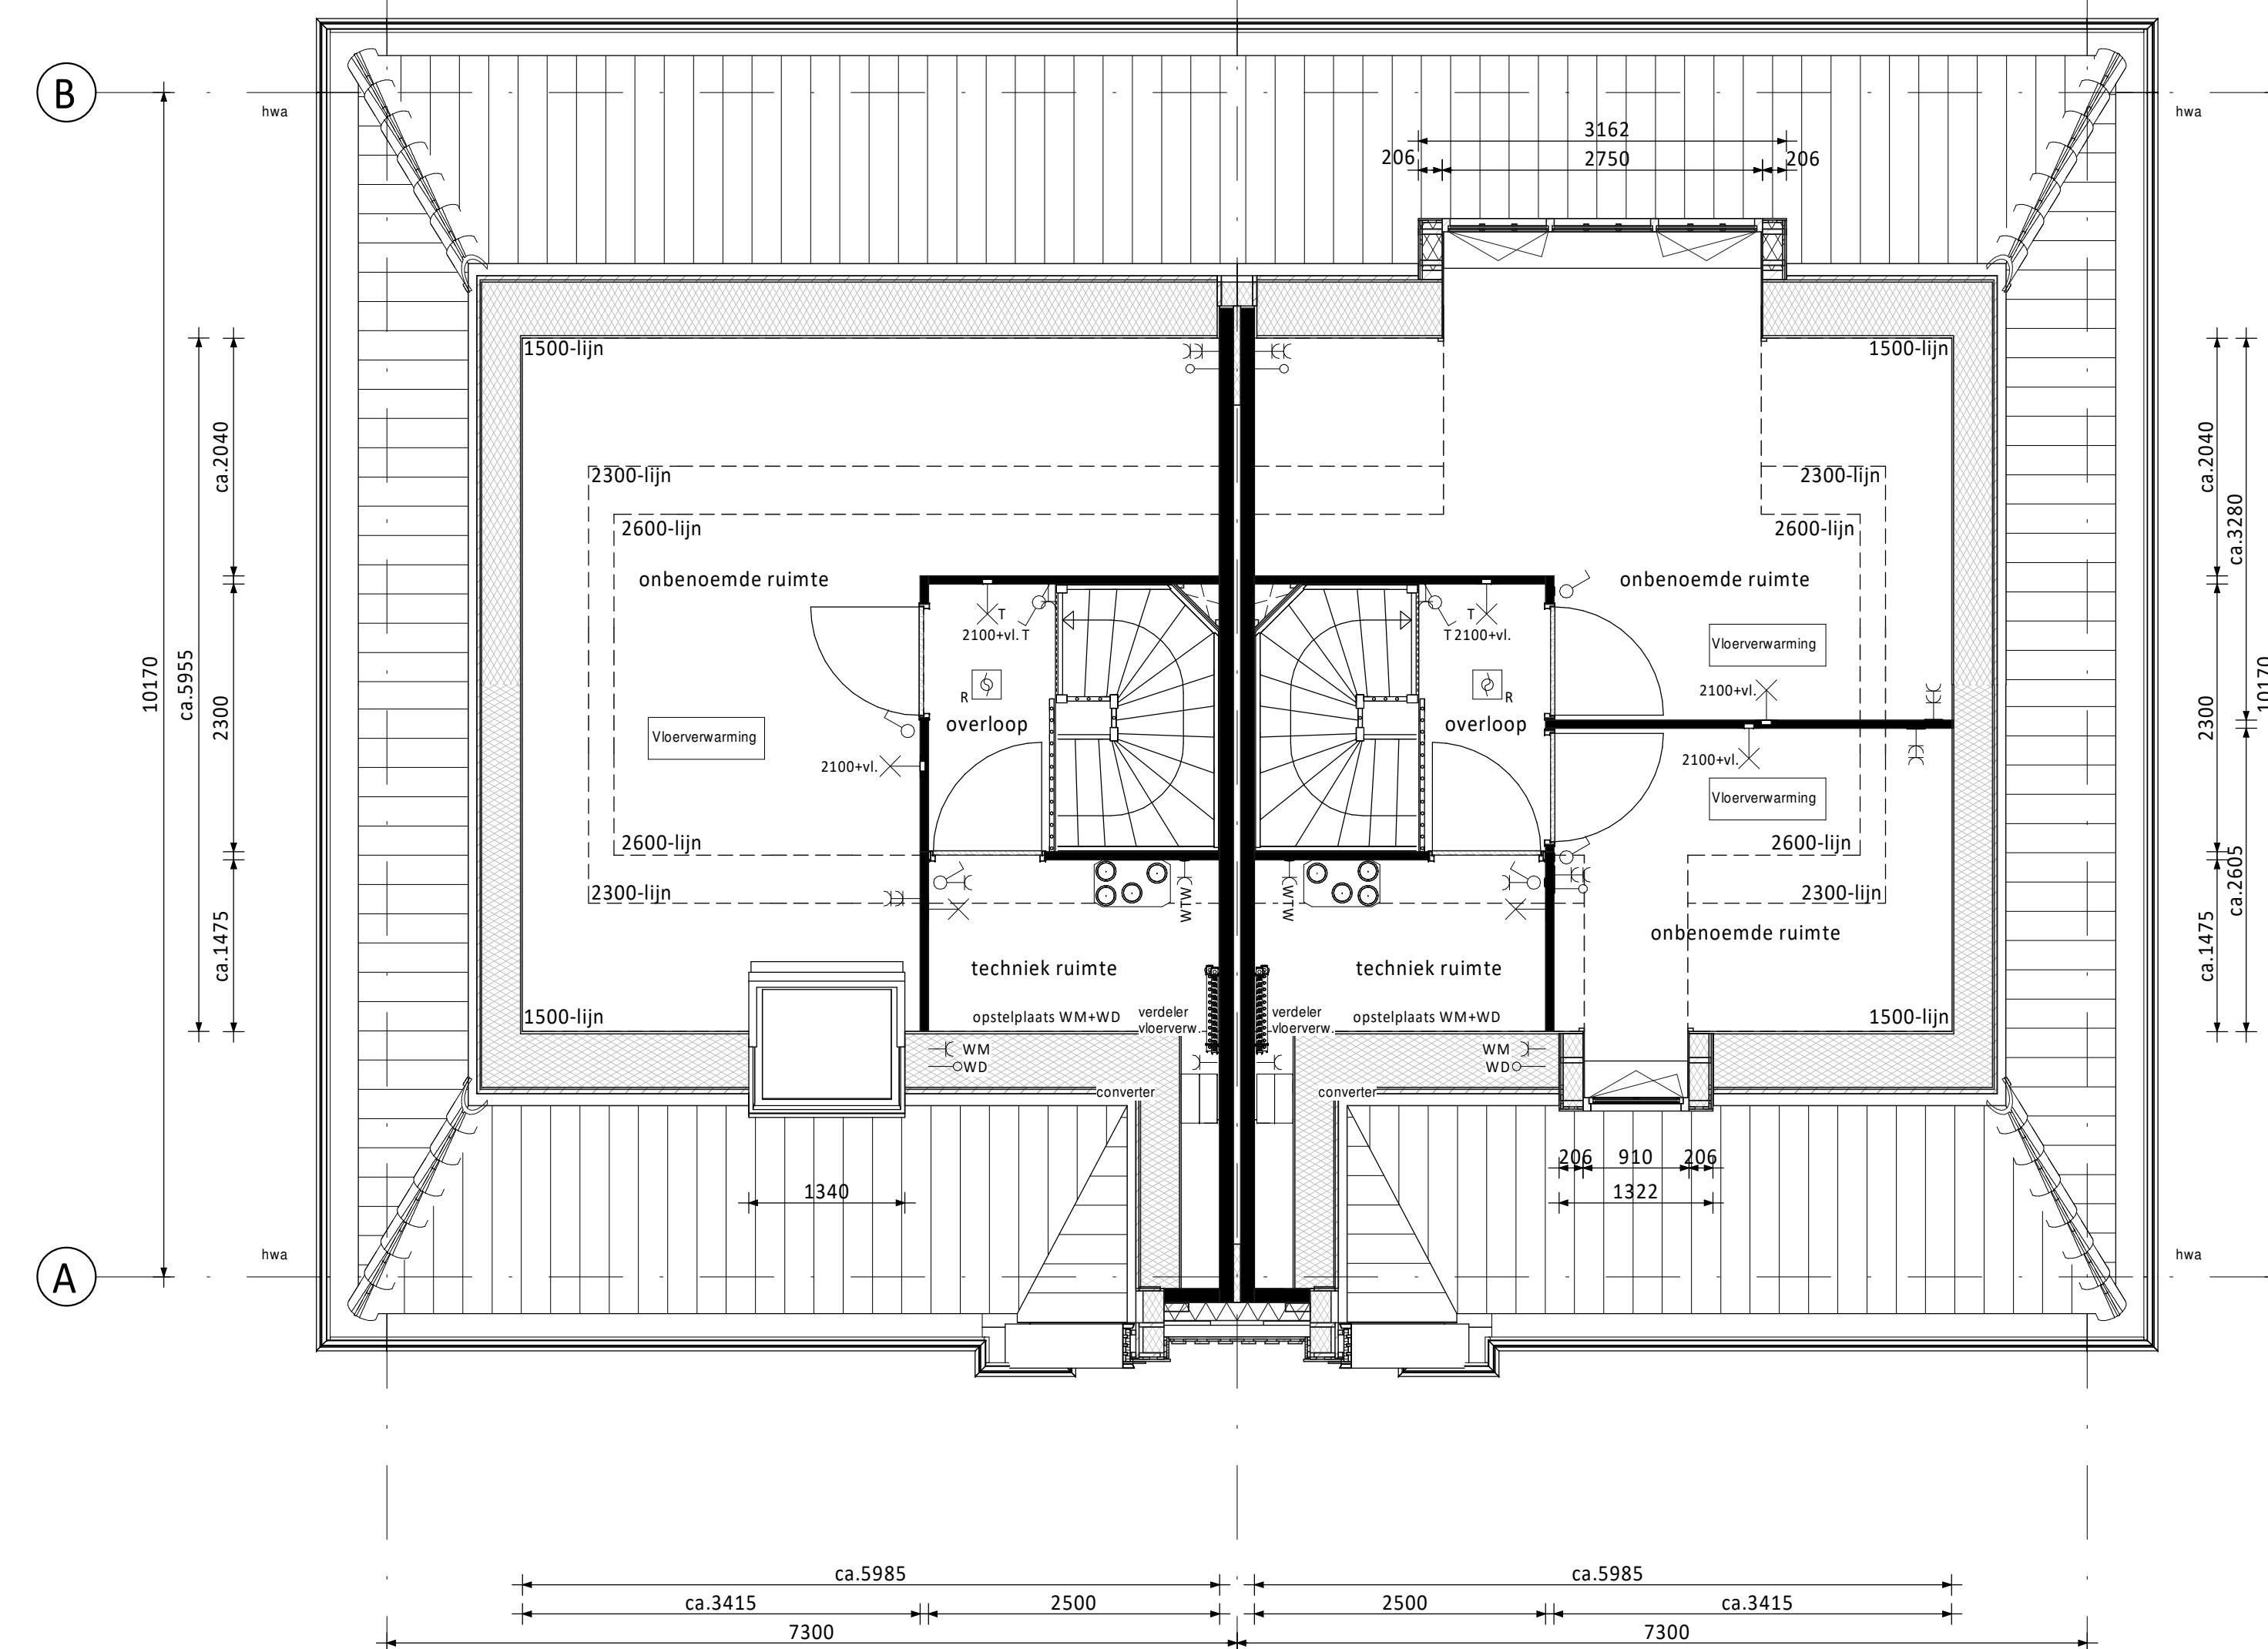 B
hwa
hwa
3162
206
2750
206
1500-lijn
1500-lijn
ca.2040
ca.2040
ca.3280
2300-lijn
2300-lijn
2600-lijn
2600-lijn
onbenoemde ruimte
onbenoemde ruimte
T
2100+vl. T
T
T 2100+vl.
Vloerverwarming
10170
ca.5955
2300
R
R
2100+vl.
overloop
overloop
Vloerverwarming
2300
10170
2100+vl.
2100+vl.
Vloerverwarming
2600-lijn
2600-lijn
2300-lijn
2300-lijn
WTW
WTW
ca.1475
ca.1475
ca.2605
onbenoemde ruimte
techniek ruimte
techniek ruimte
1500-lijn
opstelplaats WM+WD
verdeler
vloerverw.
verdeler
vloerverw.
opstelplaats WM+WD
1500-lijn
WM
WD
WM
WD
converter
converter
206
910
206
1340
1322
hwa
hwa
A
ca.5985
ca.5985
ca.3415
2500
2500
ca.3415
7300
7300